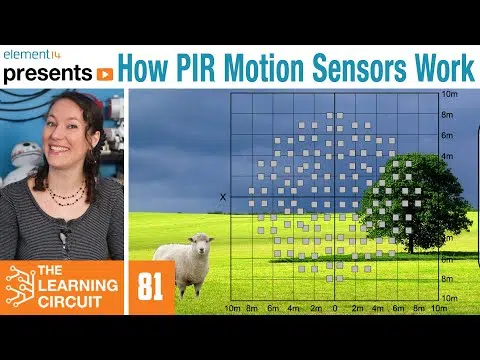 element14
presents
How PIR Motion Sensors Work
10m
8m
6m
4m
2m
X
0
2m
4m
6m
8m
10m
10m 8m 6m 4m 2m 0 2m 4m 6m 8m 10m
THE
LEARNING
CIRCUIT
81